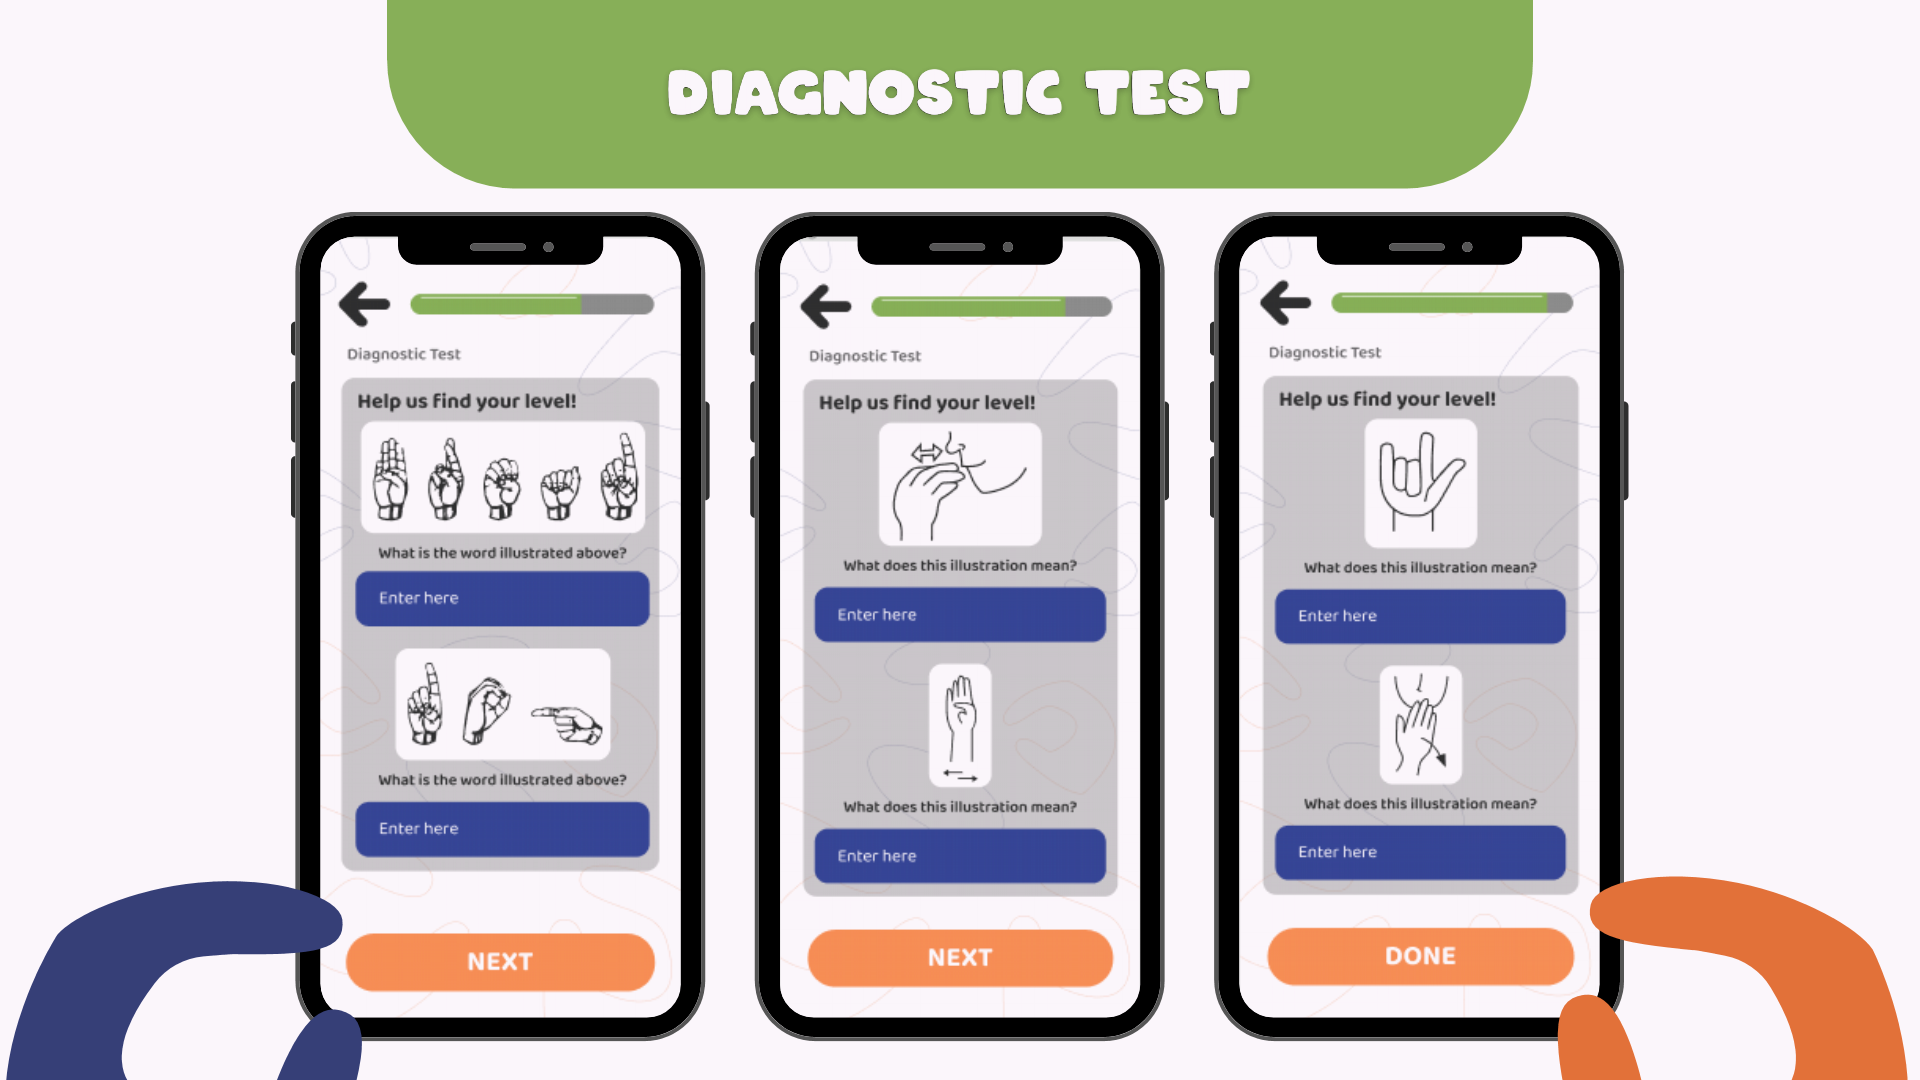 DIAGNOSTIC TEST
Diagnostic Test
Help us find your level!
What is the word illustrated above?
Enter here
What is the word illustrated above?
Enter here
NEXT
Diagnostic Test
Help us find your level!
What does this illustration mean?
Enter here
What does this illustration mean?
Enter here
NEXT
Diagnostic Test
Help us find your level!
What does this illustration mean?
Enter here
What does this illustration mean?
Enter here
DONE